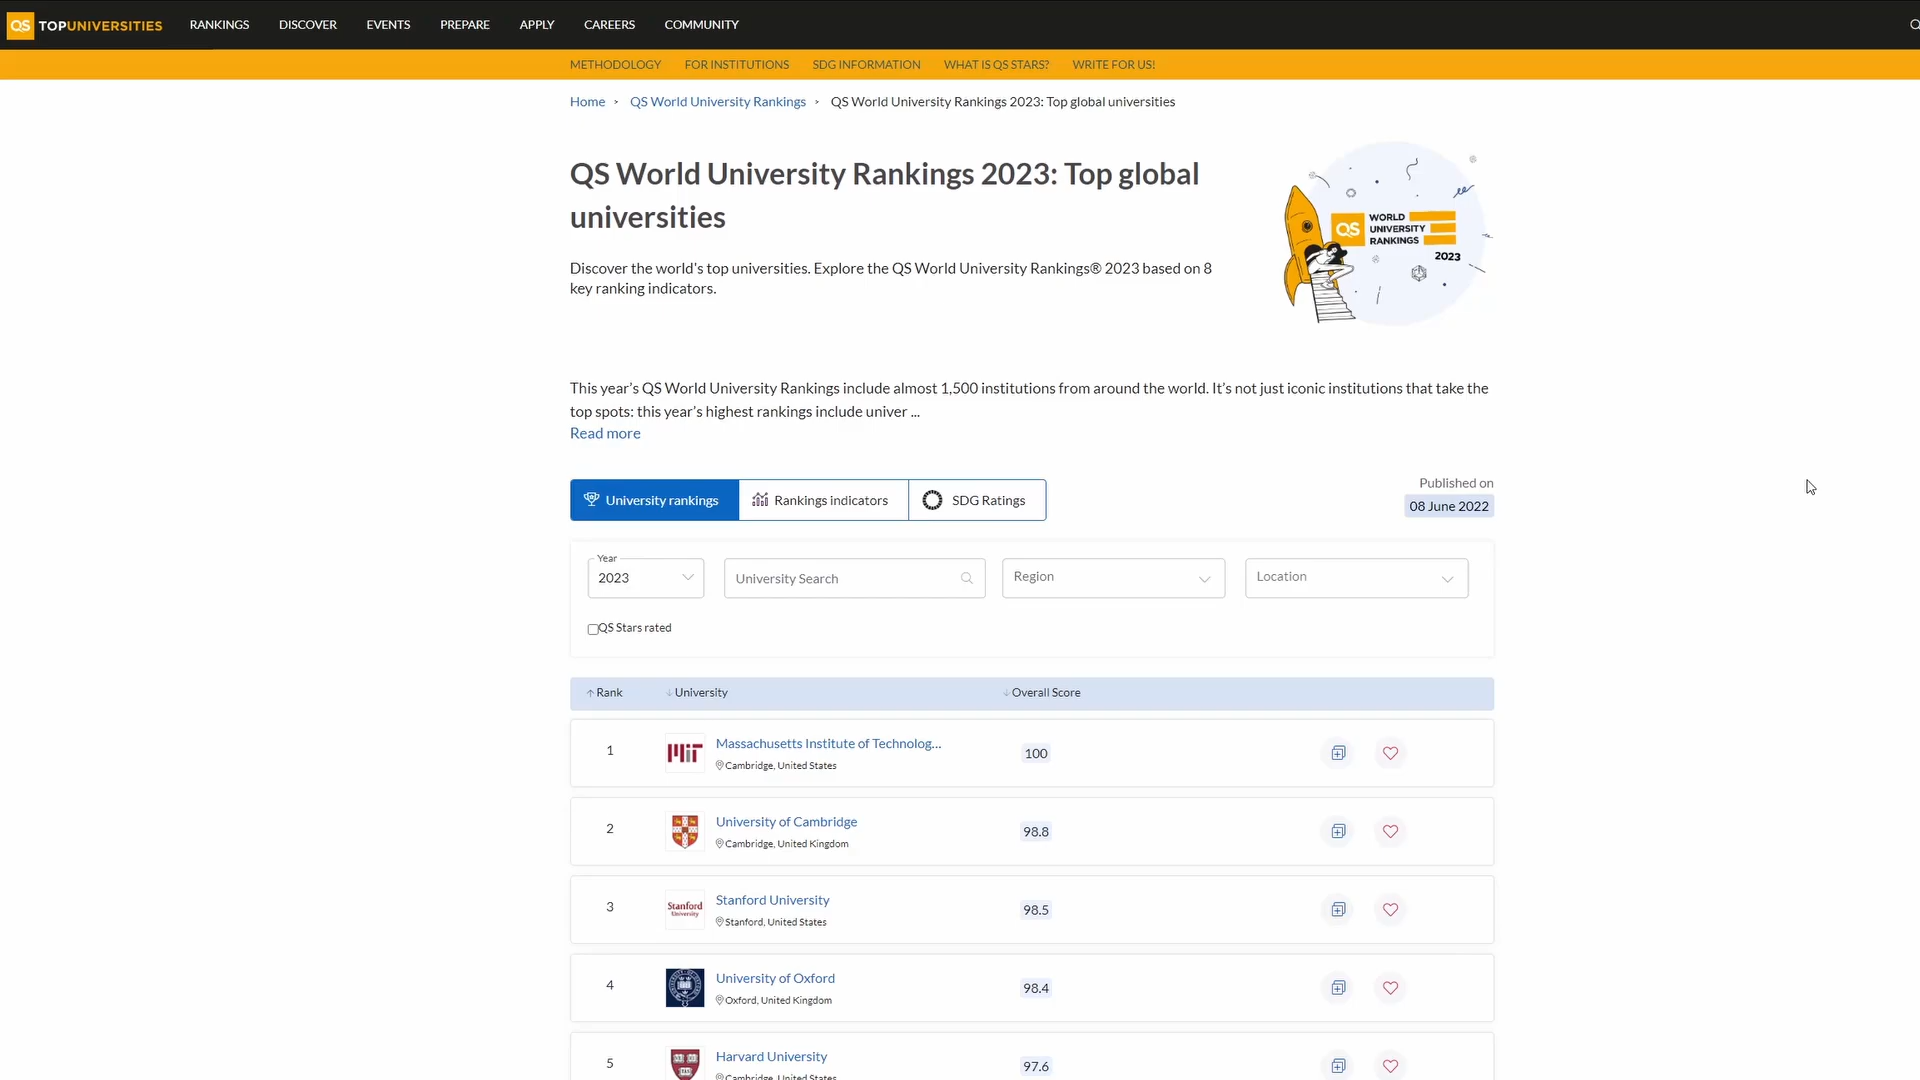 QS TOPUNIVERSITIES RANKINGS DISCOVER EVENTS PREPARE APPLY CAREERS COMMUNITY
METHODOLOGY FOR INSTITUTIONS SDG INFORMATION WHAT IS QS STARS? WRITE FOR US!
Home > QS World University Rankings > QS World University Rankings 2023: Top global universities
QS World University Rankings 2023: Top global
universities
Discover the world's top universities. Explore the QS World University Rankings® 2023 based on 8
key ranking indicators.
QS
WORLD
UNIVERSITY
RANKINGS
2023
This year’s QS World University Rankings include almost 1,500 institutions from around the world. It’s not just iconic institutions that take the
top spots: this year’s highest rankings include univer ...
Read more
University rankings Rankings indicators SDG Ratings
Published on
08 June 2022
Year
2023 University Search Region Location
QS Stars rated
Rank University Overall Score
1 MIT Massachusetts Institute of Technolog... 100
Cambridge, United States
2 University of Cambridge 98.8
Cambridge, United Kingdom
3 Stanford University Stanford University 98.5
Stanford, United States
4 University of Oxford 98.4
Oxford, United Kingdom
5 Harvard University 97.6
Cambridge, United States